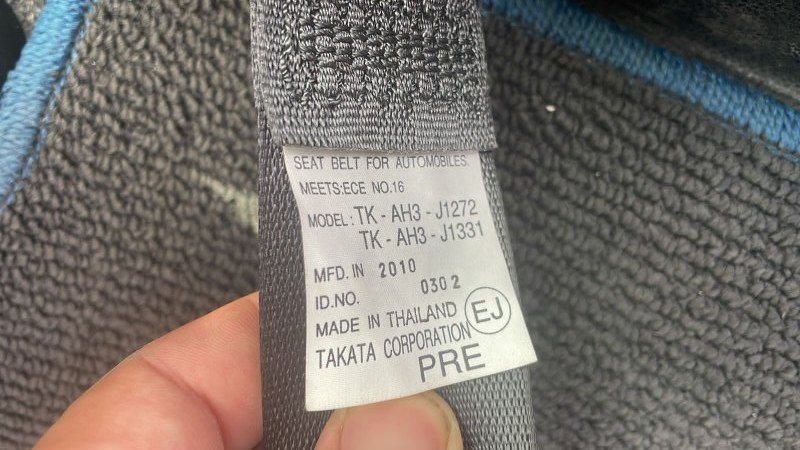 SEAT BELT FOR AUTOMOBILES.
MEETS:ECE NO.16
MODEL: TK - AH3 - J1272
TK - AH3 - J1331
MFD. IN 2010
ID.NO. 0302
MADE IN THAILAND EJ
TAKATA CORPORATION
PRE